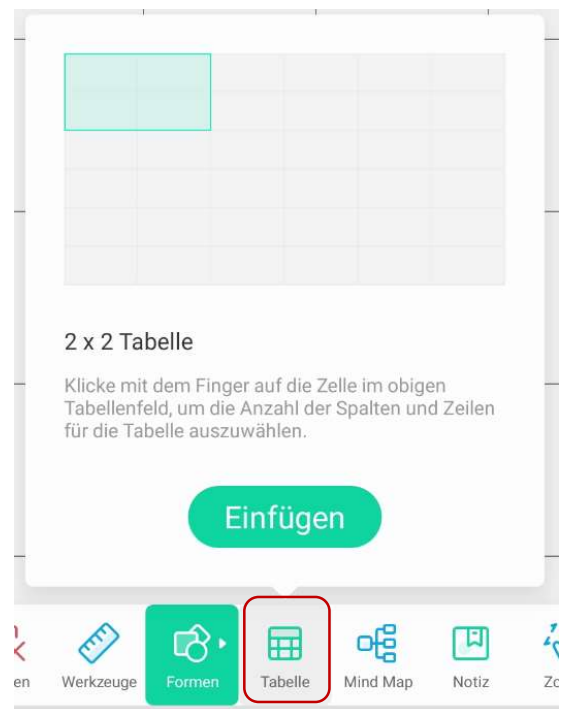 2 x 2 Tabelle
Klicke mit dem Finger auf die Zelle im obigen
Tabellenfeld, um die Anzahl der Spalten und Zeilen
für die Tabelle auszuwählen.
Einfügen
en Werkzeuge Formen Tabelle Mind Map Notiz